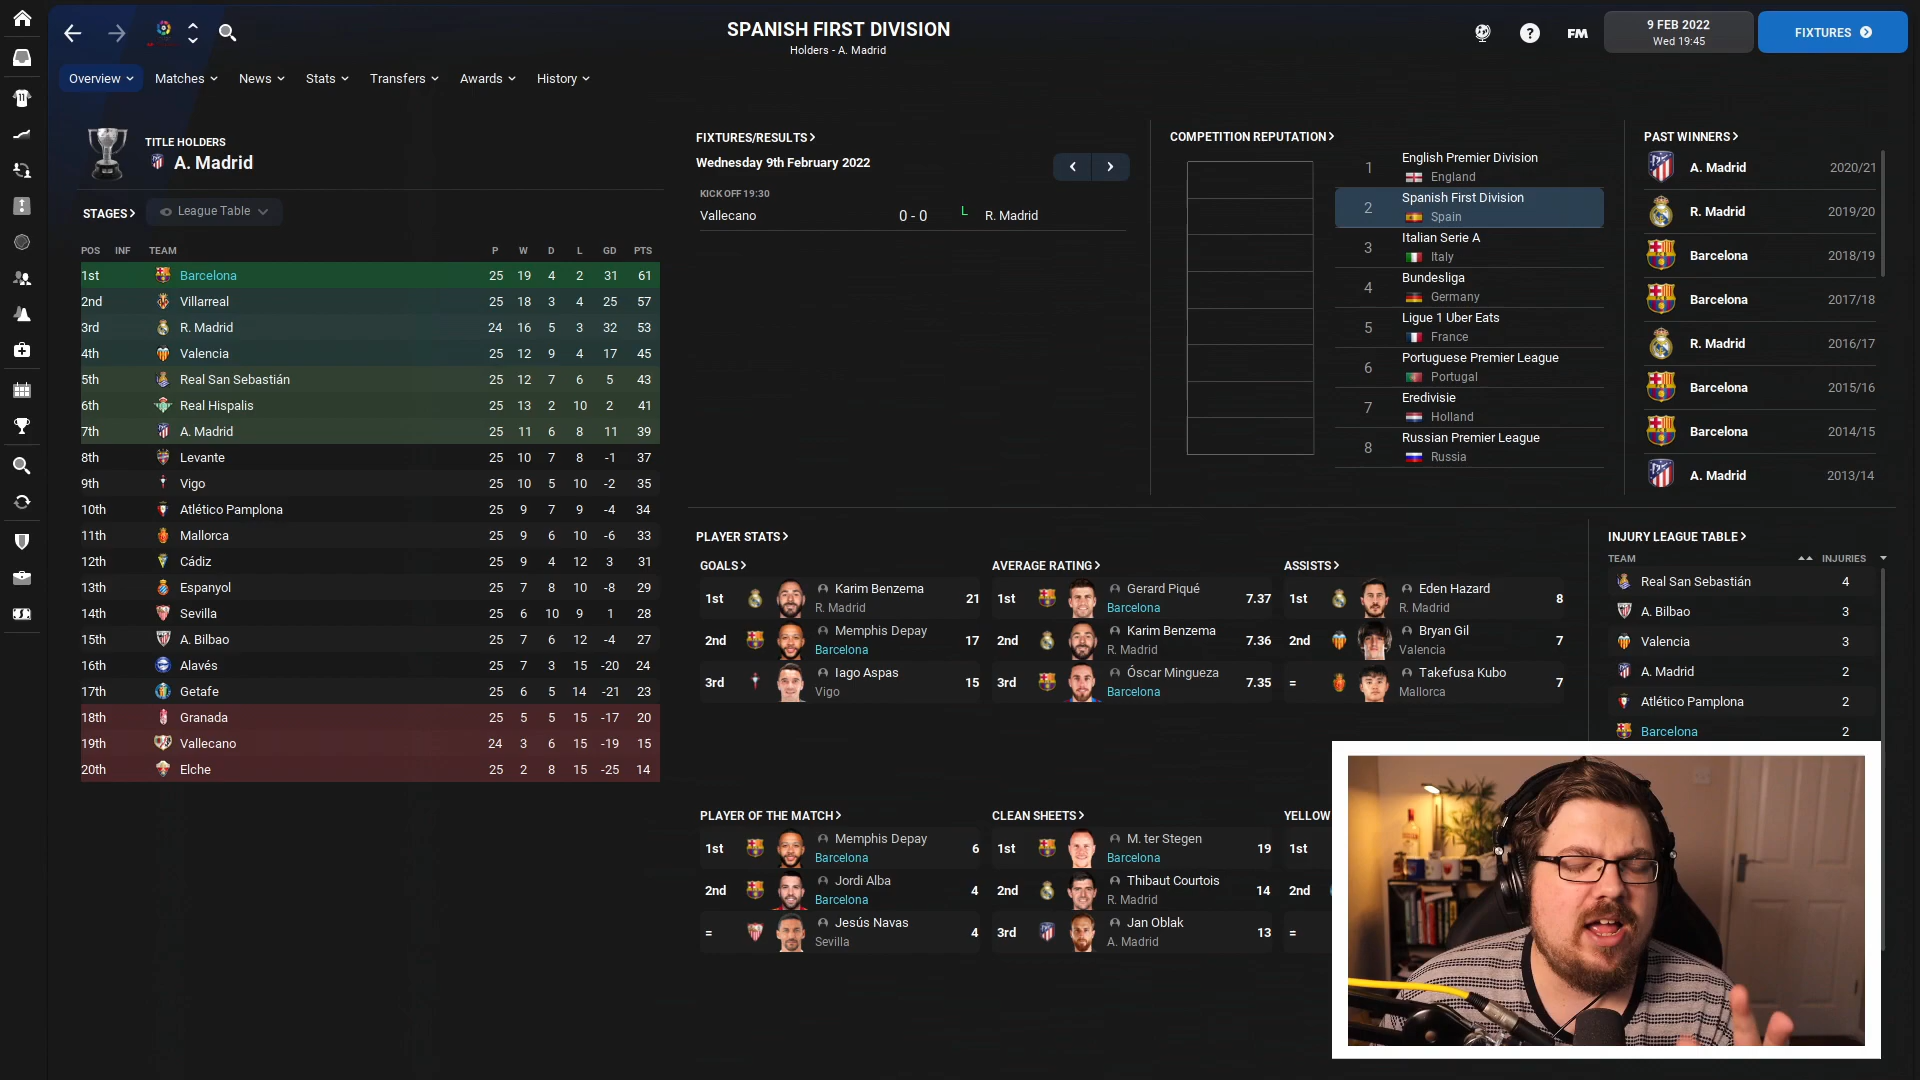 SPANISH FIRST DIVISION
Holders - A. Madrid
FM
9 FEB 2022
Wed 19:45
FIXTURES
Overview
Matches
News
Stats
Transfers
Awards
History
TITLE HOLDERS
A. Madrid
STAGES
League Table
POS INF TEAM P W D L GD PTS
1st Barcelona 25 19 4 2 31 61
2nd Villarreal 25 18 3 4 25 57
3rd R. Madrid 24 16 5 3 32 53
4th Valencia 25 12 9 4 17 45
5th Real San Sebastián 25 12 7 6 5 43
6th Real Hispalis 25 13 2 10 2 41
7th A. Madrid 25 11 6 8 11 39
8th Levante 25 10 7 8 -1 37
9th Vigo 25 10 5 10 -2 35
10th Atlético Pamplona 25 9 7 9 -4 34
11th Mallorca 25 9 6 10 -6 33
12th Cádiz 25 9 4 12 3 31
13th Espanyol 25 7 8 10 -8 29
14th Sevilla 25 6 10 9 1 28
15th A. Bilbao 25 7 6 12 -4 27
16th Alavés 25 7 3 15 -20 24
17th Getafe 25 6 5 14 -21 23
18th Granada 25 5 5 15 -17 20
19th Vallecano 24 3 6 15 -19 15
20th Elche 25 2 8 15 -25 14
FIXTURES/RESULTS
Wednesday 9th February 2022
KICK OFF 19:30
Vallecano 0 - 0 L R. Madrid
COMPETITION REPUTATION
1 English Premier Division
England
2 Spanish First Division
Spain
3 Italian Serie A
Italy
4 Bundesliga
Germany
5 Ligue 1 Uber Eats
France
6 Portuguese Premier League
Portugal
7 Eredivisie
Holland
8 Russian Premier League
Russia
PAST WINNERS
A. Madrid 2020/21
R. Madrid 2019/20
Barcelona 2018/19
Barcelona 2017/18
R. Madrid 2016/17
Barcelona 2015/16
Barcelona 2014/15
A. Madrid 2013/14
PLAYER STATS
GOALS
1st Karim Benzema 21
R. Madrid
2nd Memphis Depay 17
Barcelona
3rd Iago Aspas 15
Vigo
AVERAGE RATING
1st Gerard Piqué 7.37
Barcelona
2nd Karim Benzema 7.36
R. Madrid
3rd Óscar Mingueza 7.35
Barcelona
ASSISTS
1st Eden Hazard 8
R. Madrid
2nd Bryan Gil 7
Valencia
= Takefusa Kubo 7
Mallorca
INJURY LEAGUE TABLE
TEAM INJURIES
Real San Sebastián 4
A. Bilbao 3
Valencia 3
A. Madrid 2
Atlético Pamplona 2
Barcelona 2
PLAYER OF THE MATCH
1st Memphis Depay 6
Barcelona
2nd Jordi Alba 4
Barcelona
= Jesús Navas 4
Sevilla
CLEAN SHEETS
1st M. ter Stegen 19
Barcelona
2nd Thibaut Courtois 14
R. Madrid
3rd Jan Oblak 13
A. Madrid
YELLOW
1st
2nd
=